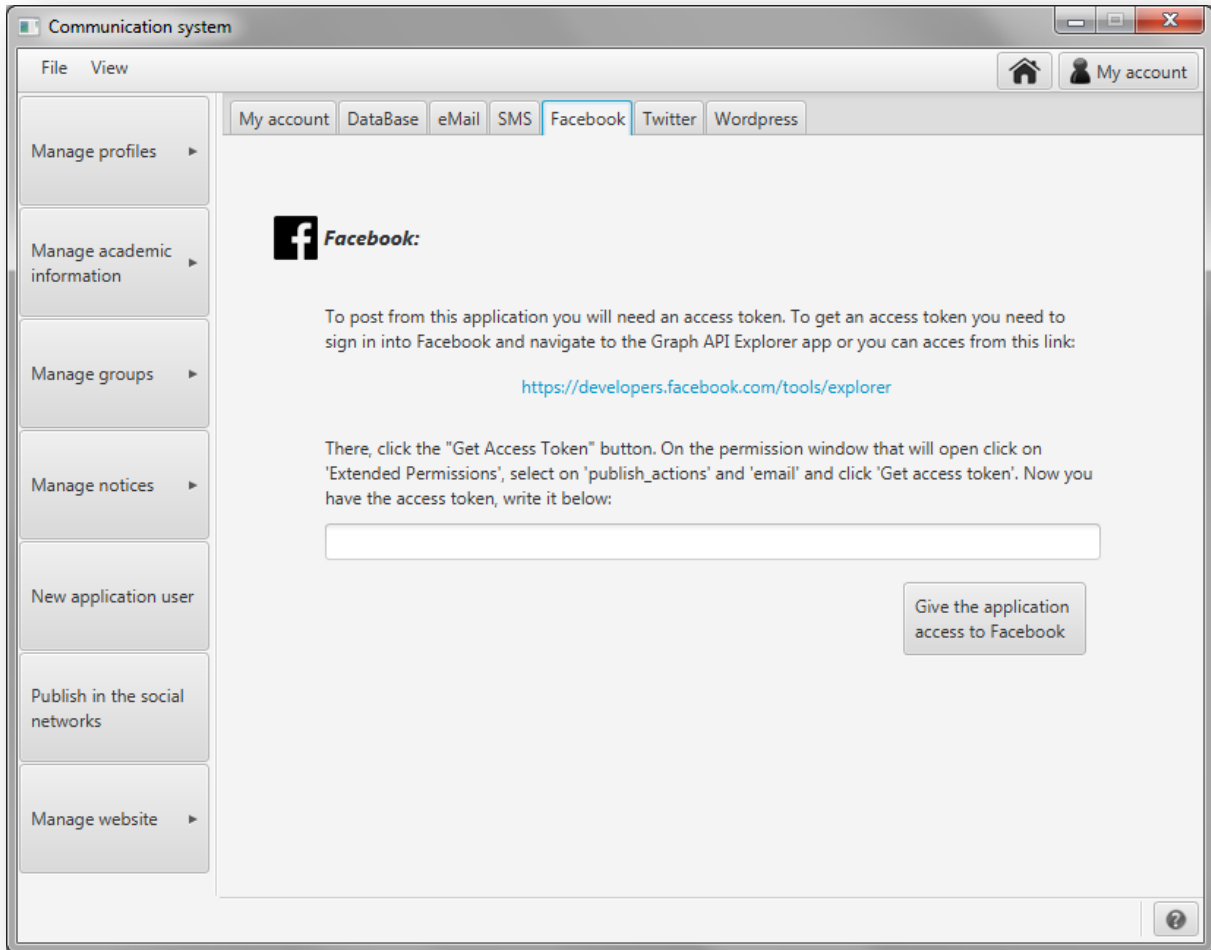 Communication system
File View
My account
My account DataBase eMail SMS Facebook Twitter Wordpress
Manage profiles
Manage academic
information
Manage groups
Manage notices
New application user
Publish in the social
networks
Manage website
Facebook:
To post from this application you will need an access token. To get an access token you need to
sign in into Facebook and navigate to the Graph API Explorer app or you can acces from this link:
https://developers.facebook.com/tools/explorer
There, click the "Get Access Token" button. On the permission window that will open click on
'Extended Permissions', select on 'publish_actions' and 'email' and click 'Get access token'. Now you
have the access token, write it below:
Give the application
access to Facebook